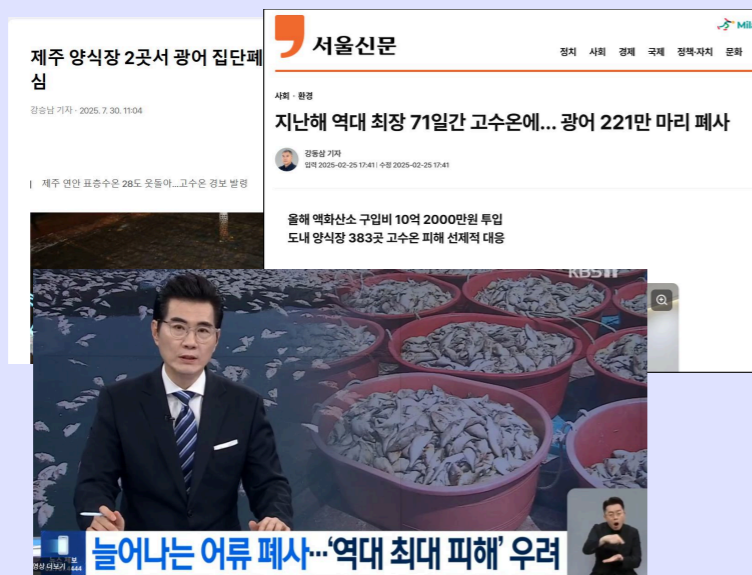 제주 양식장 2곳서 광어 집단폐
심
강승남 기자 · 2025. 7. 30. 11:04
제주 연안 표층수온 28도 웃돌아...고수온 경보 발령
서울신문
Mil
정치 사회 경제 국제 정책·자치 문화
사회 · 환경
지난해 역대 최장 71일간 고수온에... 광어 221만 마리 폐사
강동삼 기자
입력 2025-02-25 17:41 | 수정 2025-02-25 17:41
올해 액화산소 구입비 10억 2000만원 투입
도내 양식장 383곳 고수온 피해 선제적 대응
KBS
늘어나는 어류 폐사…‘역대 최대 피해’ 우려
영상 더보기
444